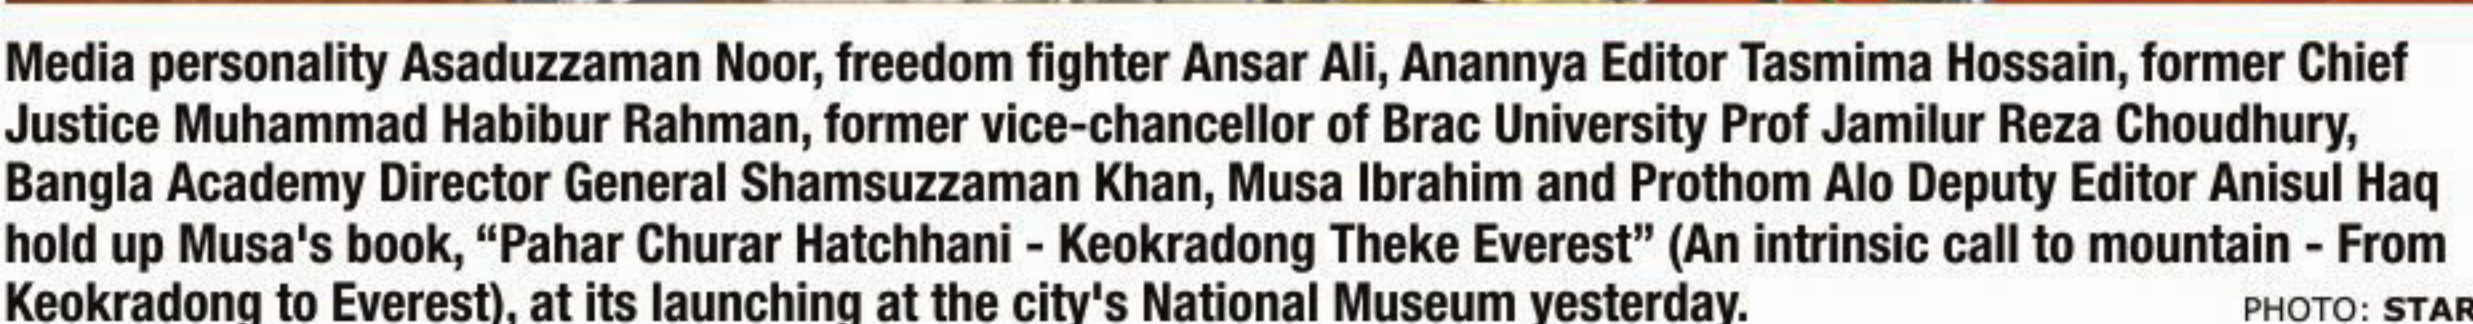 Media personality Asaduzzaman Noor, freedom fighter Ansar Ali, Anannya Editor Tasmima Hossain, former Chief
Justice Muhammad Habibur Rahman, former vice-chancellor of Brac University Prof Jamilur Reza Choudhury,
Bangla Academy Director General Shamsuzzaman Khan, Musa Ibrahim and Prothom Alo Deputy Editor Anisul Haq
hold up Musa's book, “Pahar Churar Hatchhani - Keokradong Theke Everest” (An intrinsic call to mountain - From
Keokradong to Everest), at its launching at the city's National Museum yesterday. PHOTO: STAR